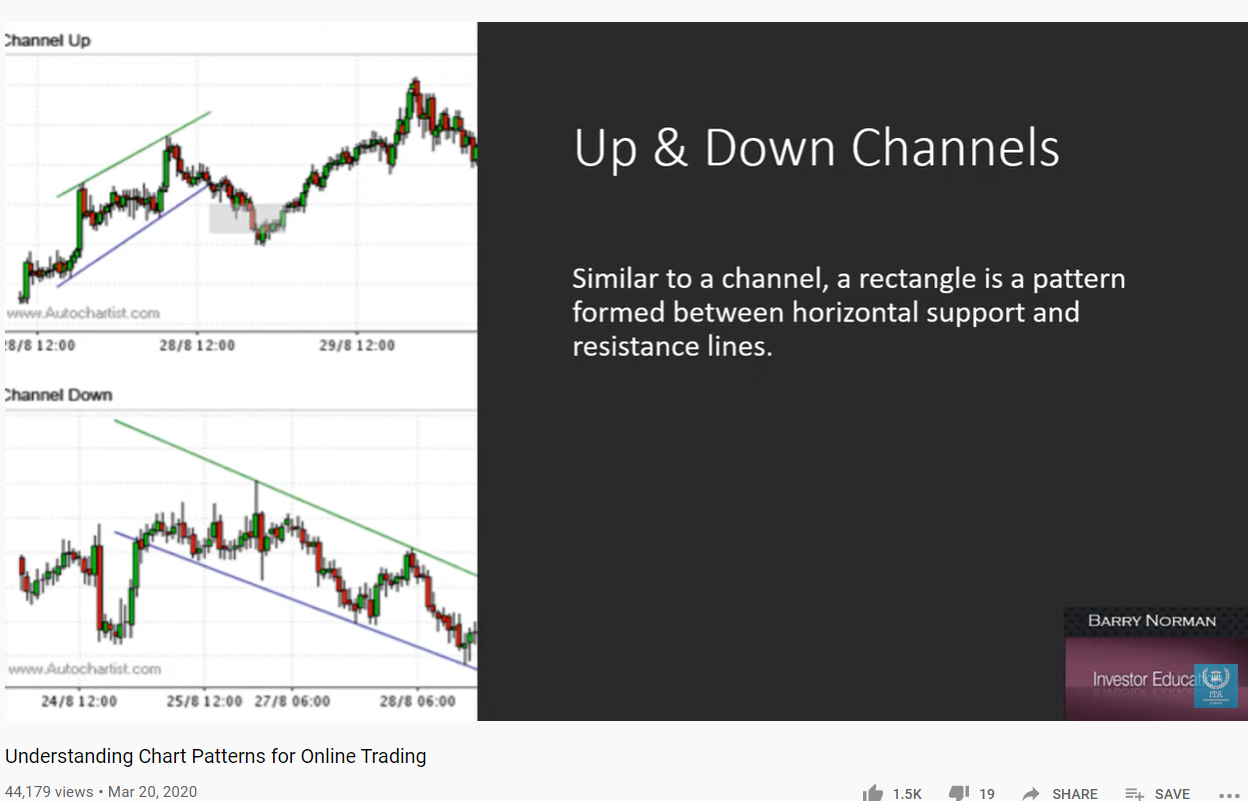 Channel Up
www.Autochartist.com
28/8 12:00 28/8 12:00 29/8 12:00
Channel Down
www.Autochartist.com
24/8 12:00 25/8 12:00 27/8 06:00 28/8 06:00
Up & Down Channels
Similar to a channel, a rectangle is a pattern
formed between horizontal support and
resistance lines.
BARRY NORMAN
Investor Educat
ITA
Understanding Chart Patterns for Online Trading
44,179 views • Mar 20, 2020
1.5K 19 SHARE SAVE